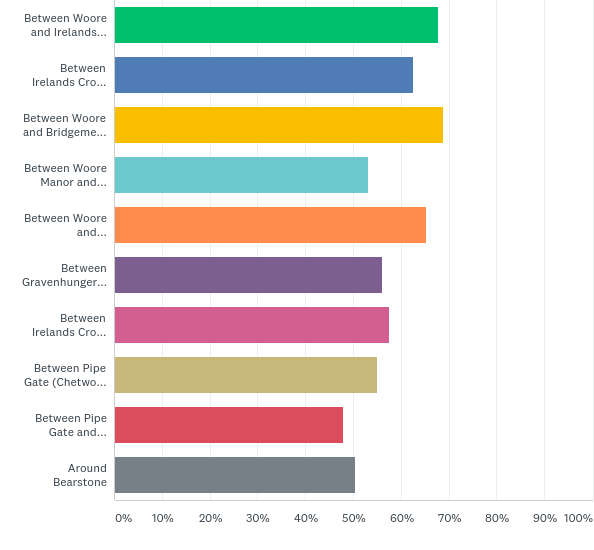 Between Woore
and Irelands...
Between
Irelands Cro...
Between Woore
and Bridgeme...
Between Woore
Manor and...
Between Woore
and...
Between
Gravenhunger...
Between
Irelands Cro...
Between Pipe
Gate (Chetwo...
Between Pipe
Gate and...
Around
Bearstone
0% 10% 20% 30% 40% 50% 60% 70% 80% 90% 100%